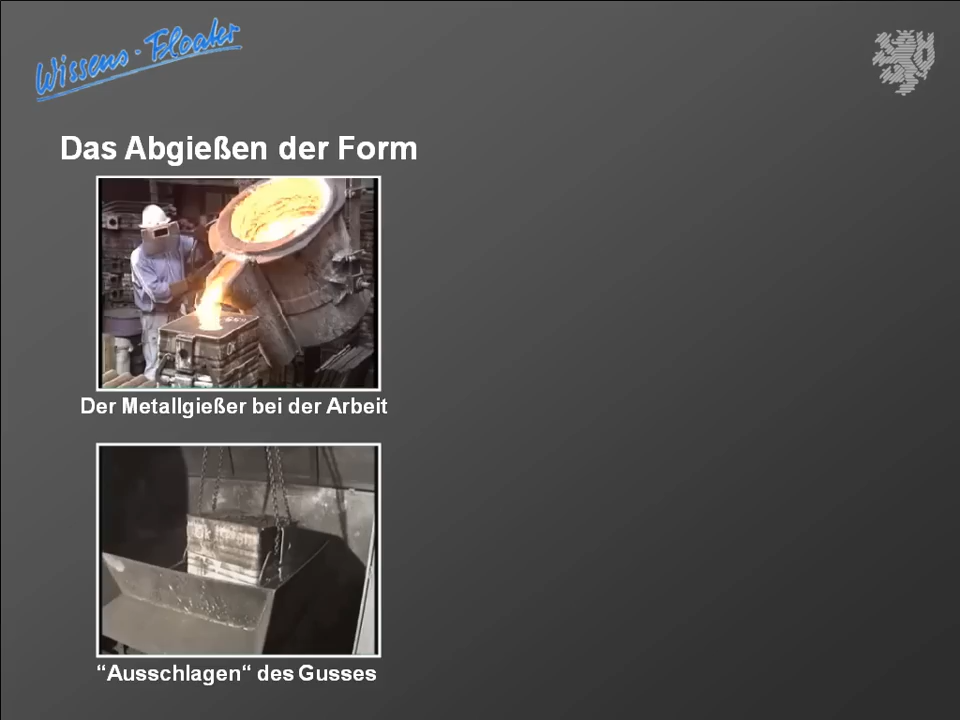 Wissens-Floater
Das Abgießen der Form
Der Metallgießer bei der Arbeit
“Ausschlagen“ des Gusses